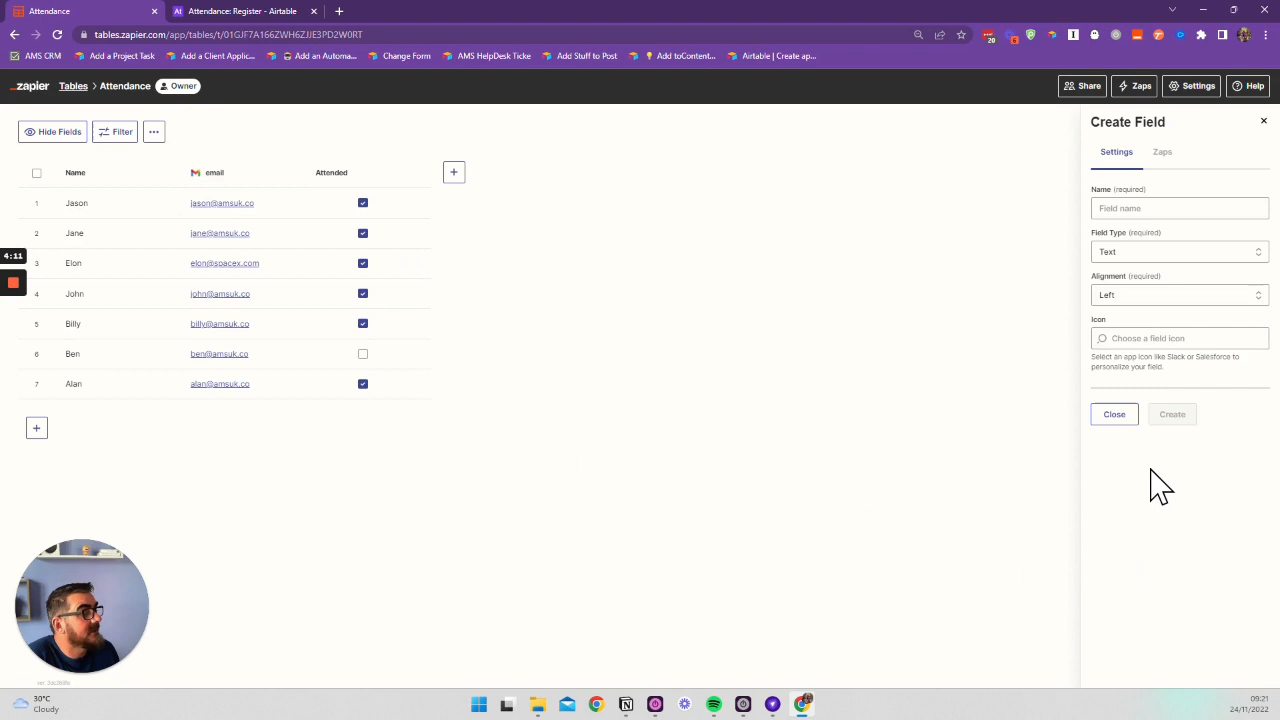 Attendance
Attendance: Register - Airtable
tables.zapier.com/app/tables/t/01GJF7A166ZWH6ZJJE3PD2W0RT
AMS CRM
Add a Project Task
Add a Client Applic...
Add an Automa...
Change Form
AMS HelpDesk Ticke
Add Stuff to Post
Add toConten...
Airtable | Create ap...
20
6
zapier
Tables > Attendance
Owner
Share
Zaps
Settings
Help
Hide Fields
Filter
Name
email
Attended
1 Jason jason@amsuk.co
2 Jane jane@amsuk.co
3 Elon elon@spacex.com
4 John john@amsuk.co
5 Billy billy@amsuk.co
6 Ben ben@amsuk.co
7 Alan alan@amsuk.co
4:11
Create Field
Settings
Zaps
Name (required)
Field name
Field Type (required)
Text
Alignment (required)
Left
Icon
Choose a field icon
Select an app icon like Slack or Salesforce to
personalize your field.
Close
Create
30°C
Cloudy
09:21
24/11/2022